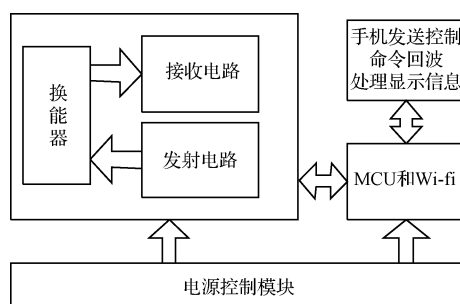 手机发送控制
命令回波
处理显示信息
接收电路
换
能
器
发射电路
MCU和Wi-fi
电源控制模块